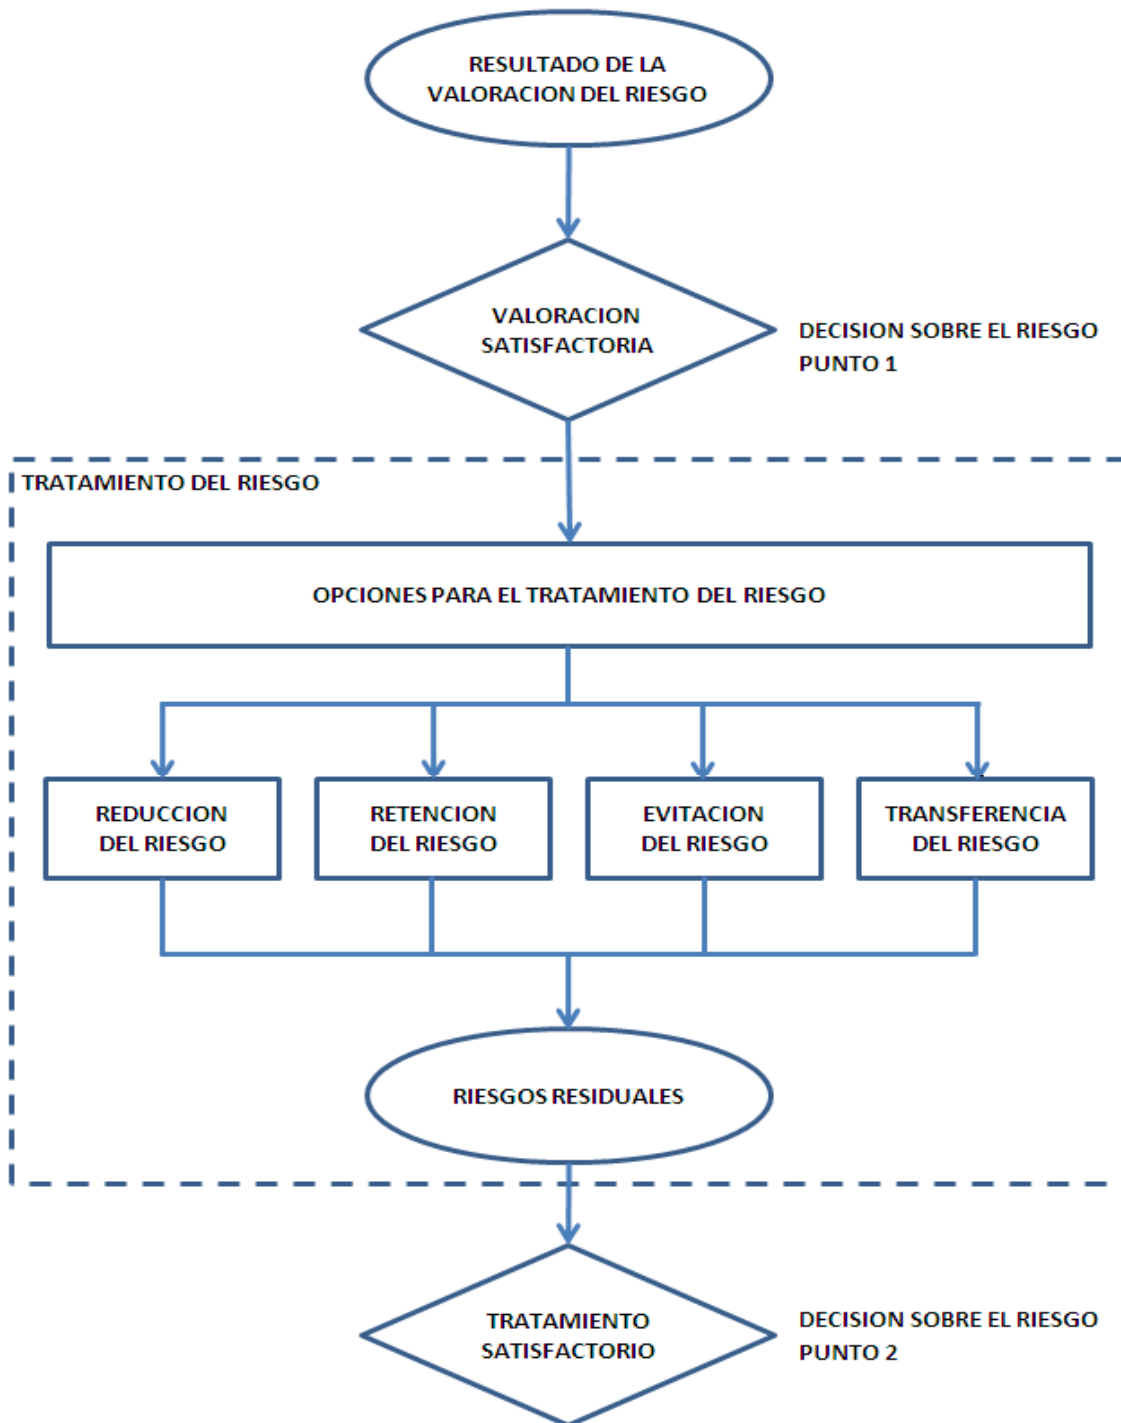 RESULTADO DE LA
VALORACION DEL RIESGO
VALORACION
SATISFACTORIA
DECISION SOBRE EL RIESGO
PUNTO 1
TRATAMIENTO DEL RIESGO
OPCIONES PARA EL TRATAMIENTO DEL RIESGO
REDUCCION
DEL RIESGO
RETENCION
DEL RIESGO
EVITACION
DEL RIESGO
TRANSFERENCIA
DEL RIESGO
RIESGOS RESIDUALES
TRATAMIENTO
SATISFACTORIO
DECISION SOBRE EL RIESGO
PUNTO 2